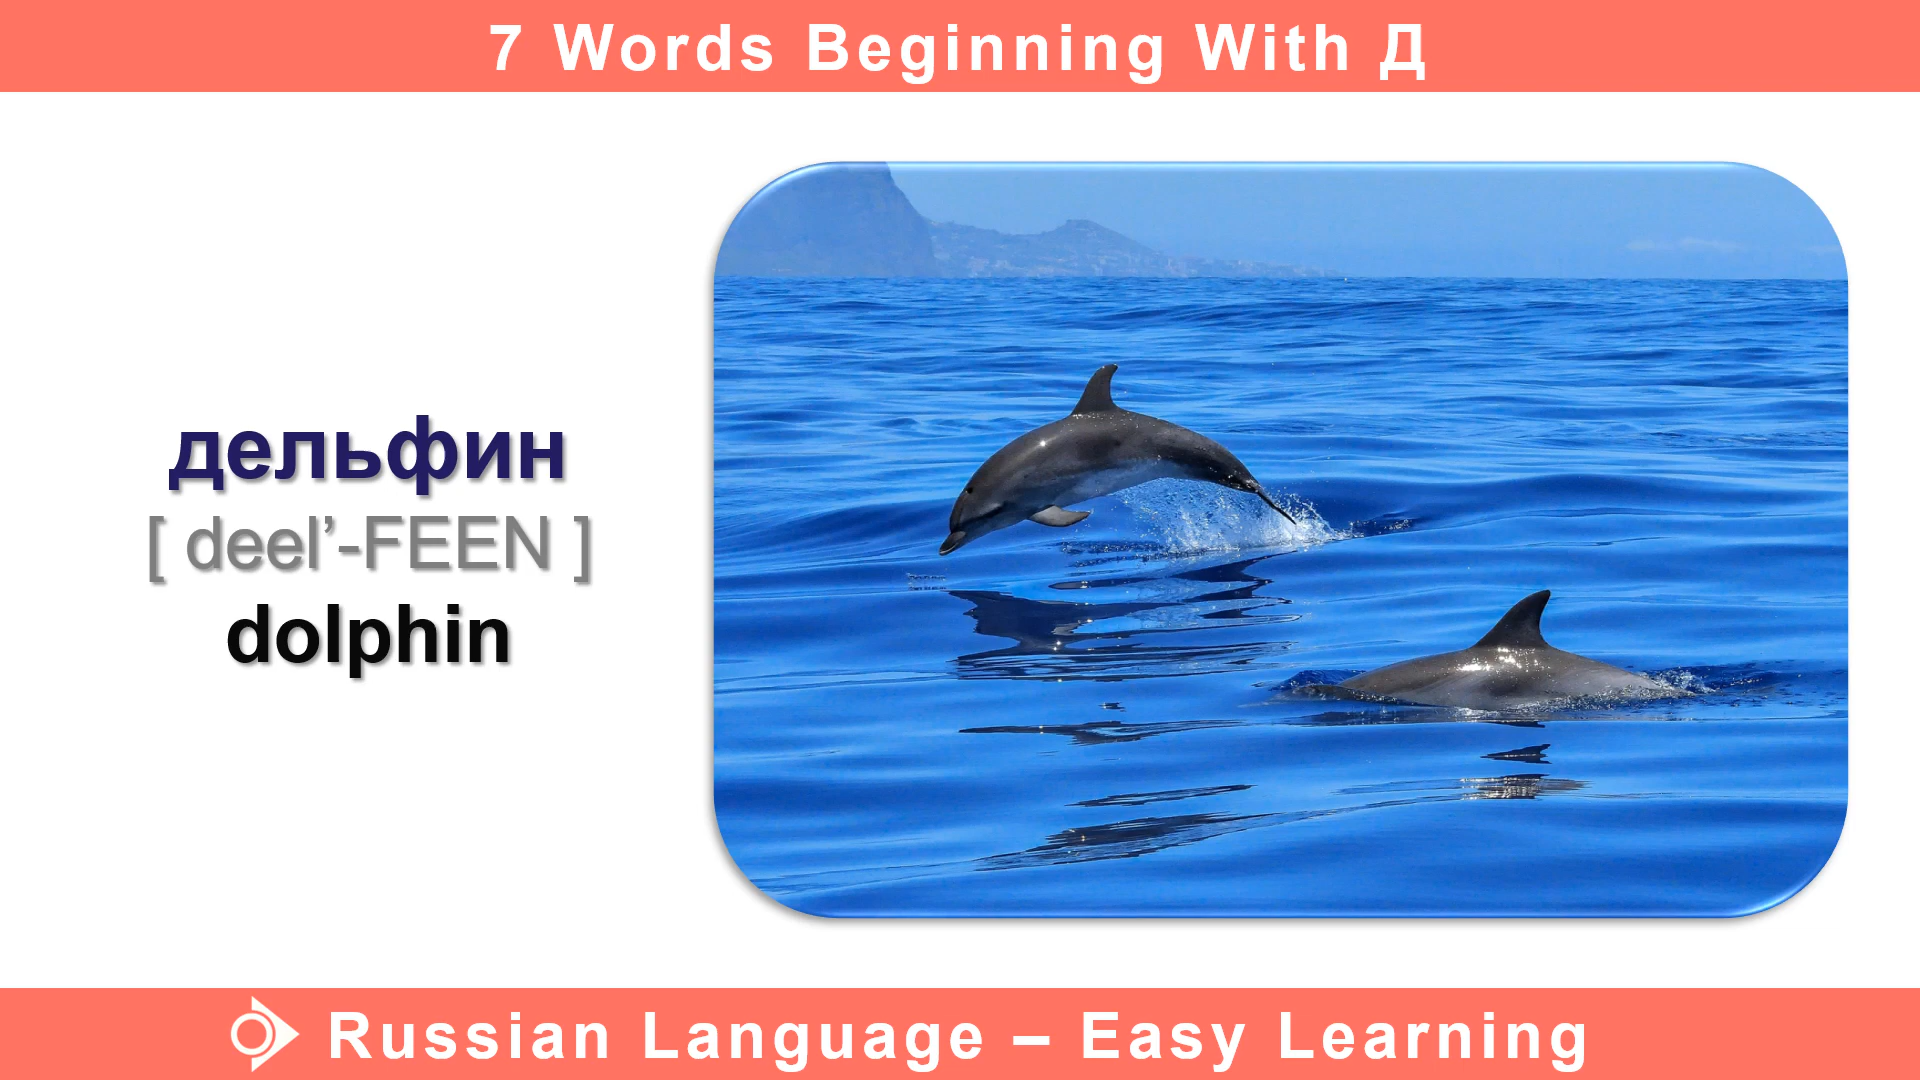 7 Words Beginning With Д
дельфин
[ deel’-FEEN ]
dolphin
Russian Language – Easy Learning